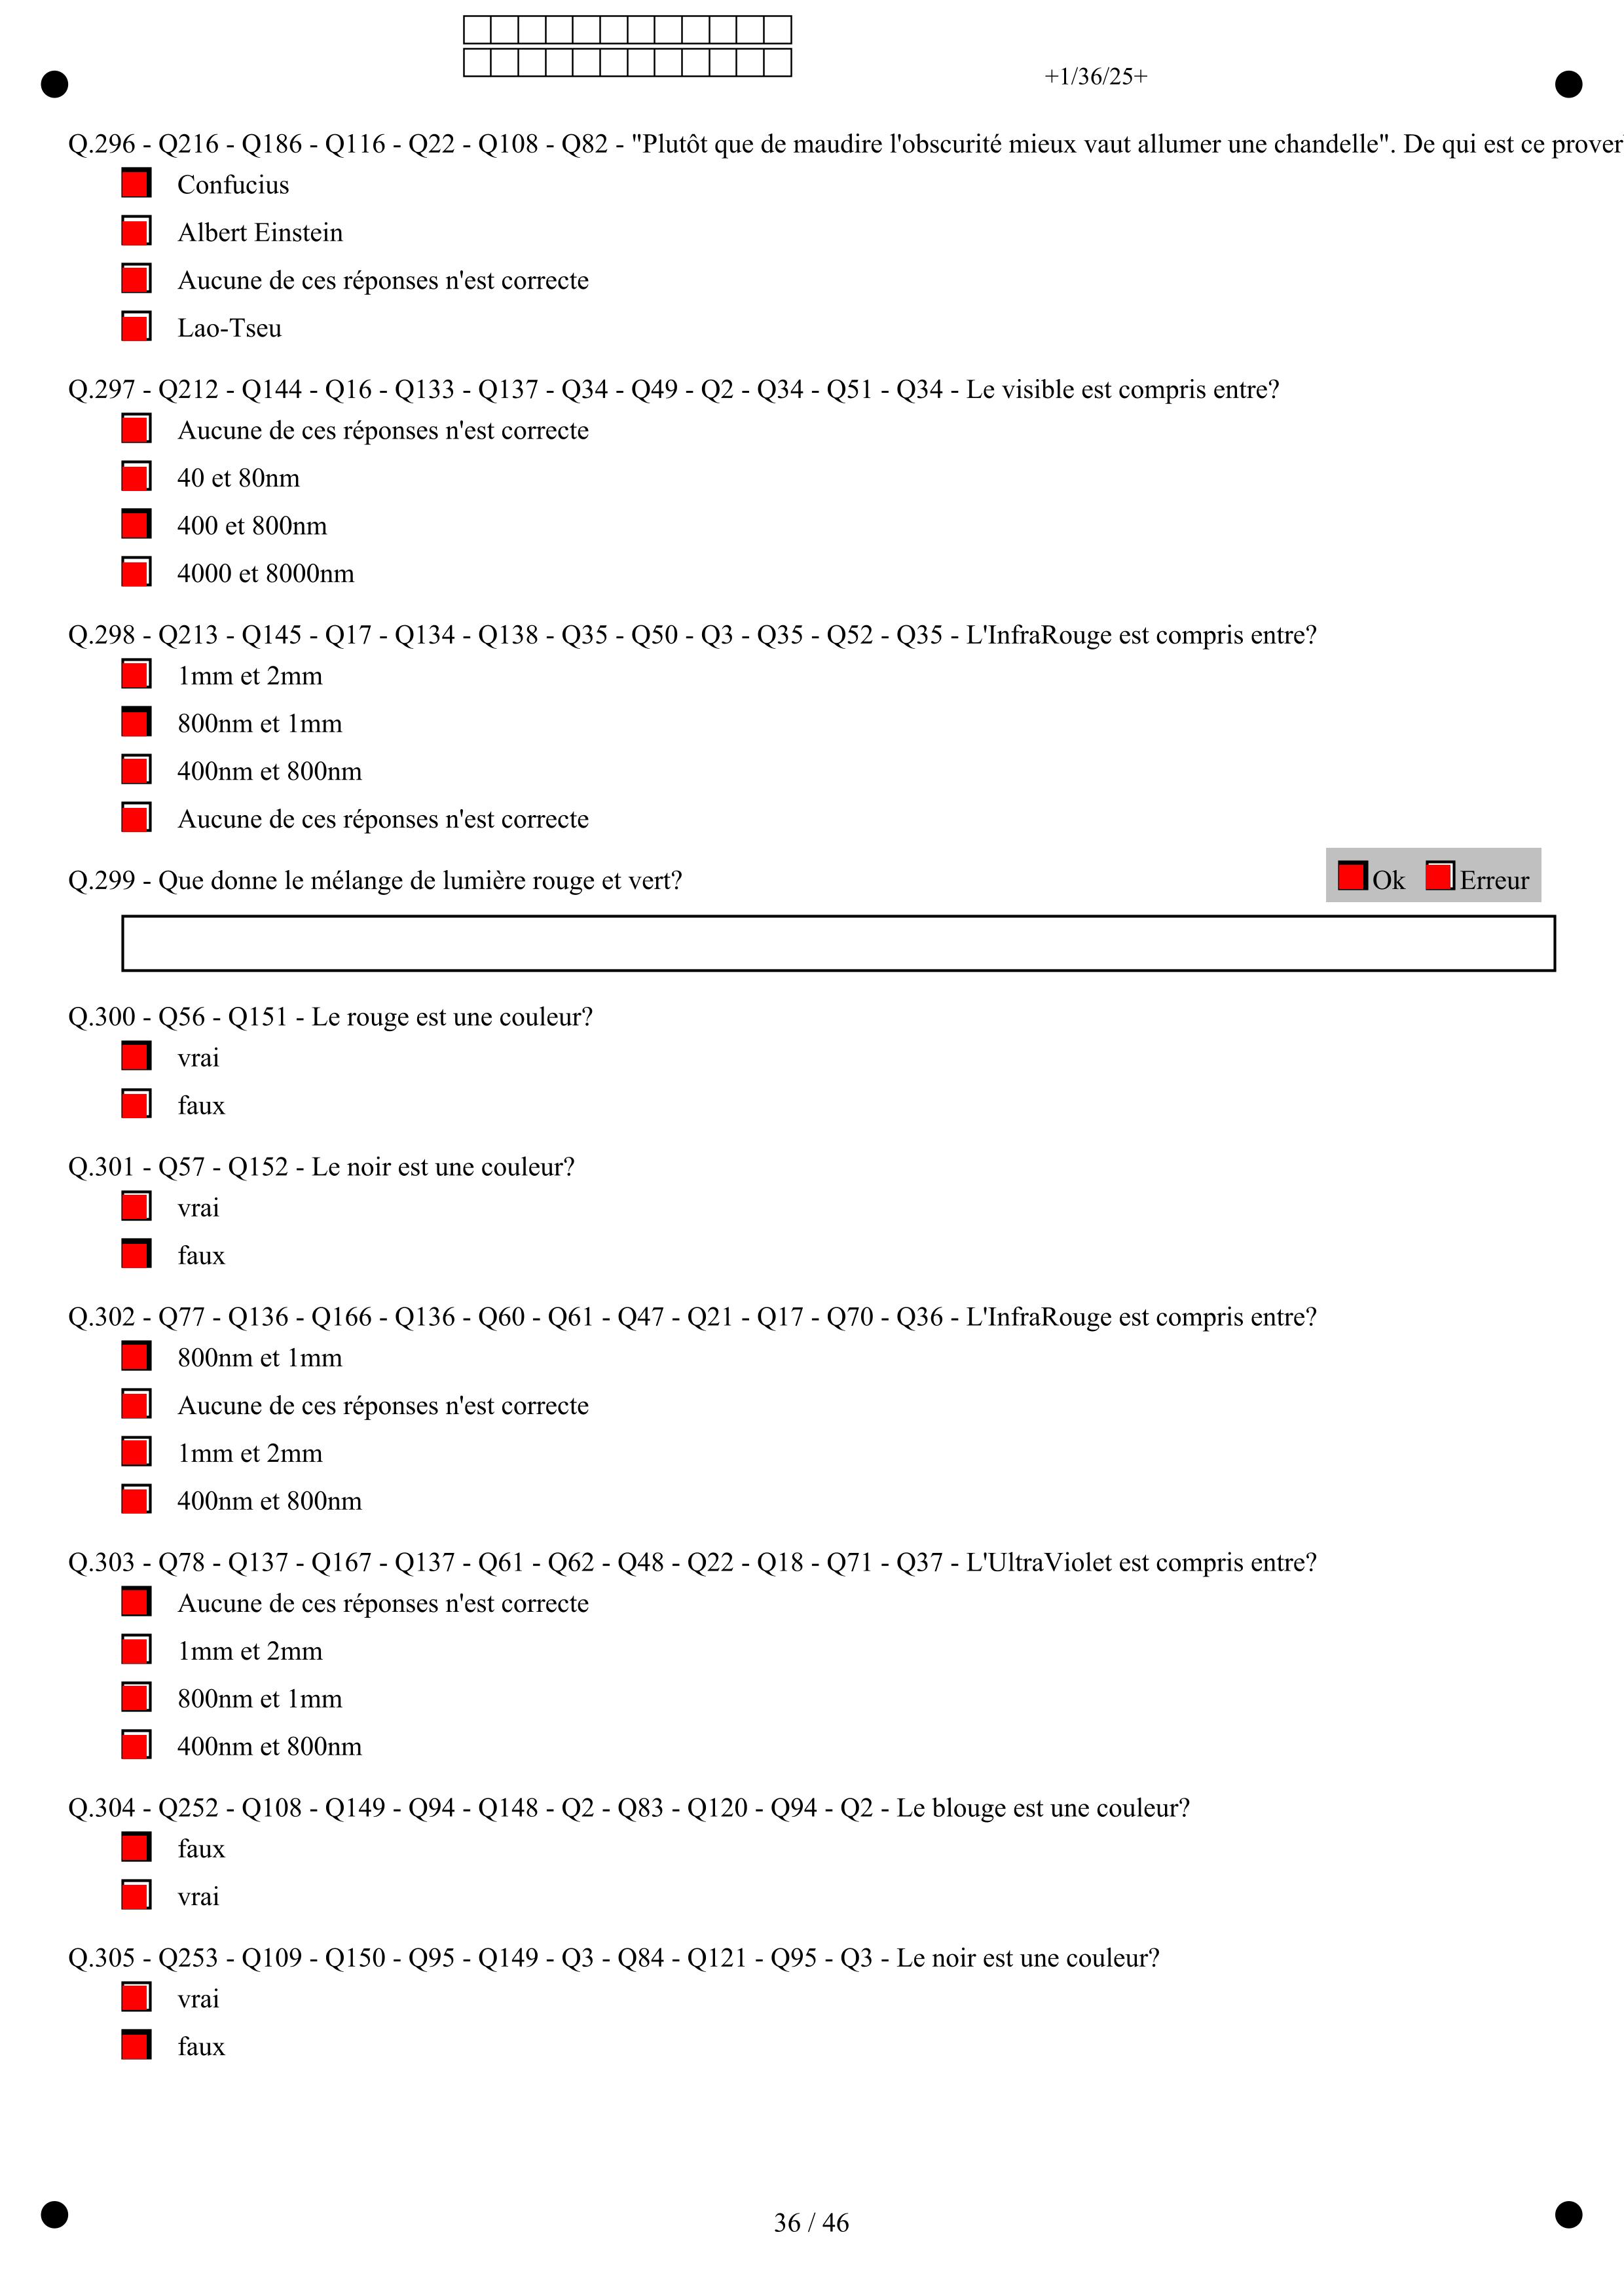 +1/36/25+
Q.296 - Q216 - Q186 - Q116 - Q22 - Q108 - Q82 - "Plutôt que de maudire l'obscurité mieux vaut allumer une chandelle". De qui est ce prover
Confucius
Albert Einstein
Aucune de ces réponses n'est correcte
Lao-Tseu
Q.297 - Q212 - Q144 - Q16 - Q133 - Q137 - Q34 - Q49 - Q2 - Q34 - Q51 - Q34 - Le visible est compris entre?
Aucune de ces réponses n'est correcte
40 et 80nm
400 et 800nm
4000 et 8000nm
Q.298 - Q213 - Q145 - Q17 - Q134 - Q138 - Q35 - Q50 - Q3 - Q35 - Q52 - Q35 - L'InfraRouge est compris entre?
1mm et 2mm
800nm et 1mm
400nm et 800nm
Aucune de ces réponses n'est correcte
Q.299 - Que donne le mélange de lumière rouge et vert? Ok Erreur
Q.300 - Q56 - Q151 - Le rouge est une couleur?
vrai
faux
Q.301 - Q57 - Q152 - Le noir est une couleur?
vrai
faux
Q.302 - Q77 - Q136 - Q166 - Q136 - Q60 - Q61 - Q47 - Q21 - Q17 - Q70 - Q36 - L'InfraRouge est compris entre?
800nm et 1mm
Aucune de ces réponses n'est correcte
1mm et 2mm
400nm et 800nm
Q.303 - Q78 - Q137 - Q167 - Q137 - Q61 - Q62 - Q48 - Q22 - Q18 - Q71 - Q37 - L'UltraViolet est compris entre?
Aucune de ces réponses n'est correcte
1mm et 2mm
800nm et 1mm
400nm et 800nm
Q.304 - Q252 - Q108 - Q149 - Q94 - Q148 - Q2 - Q83 - Q120 - Q94 - Q2 - Le blouge est une couleur?
faux
vrai
Q.305 - Q253 - Q109 - Q150 - Q95 - Q149 - Q3 - Q84 - Q121 - Q95 - Q3 - Le noir est une couleur?
vrai
faux
36 / 46